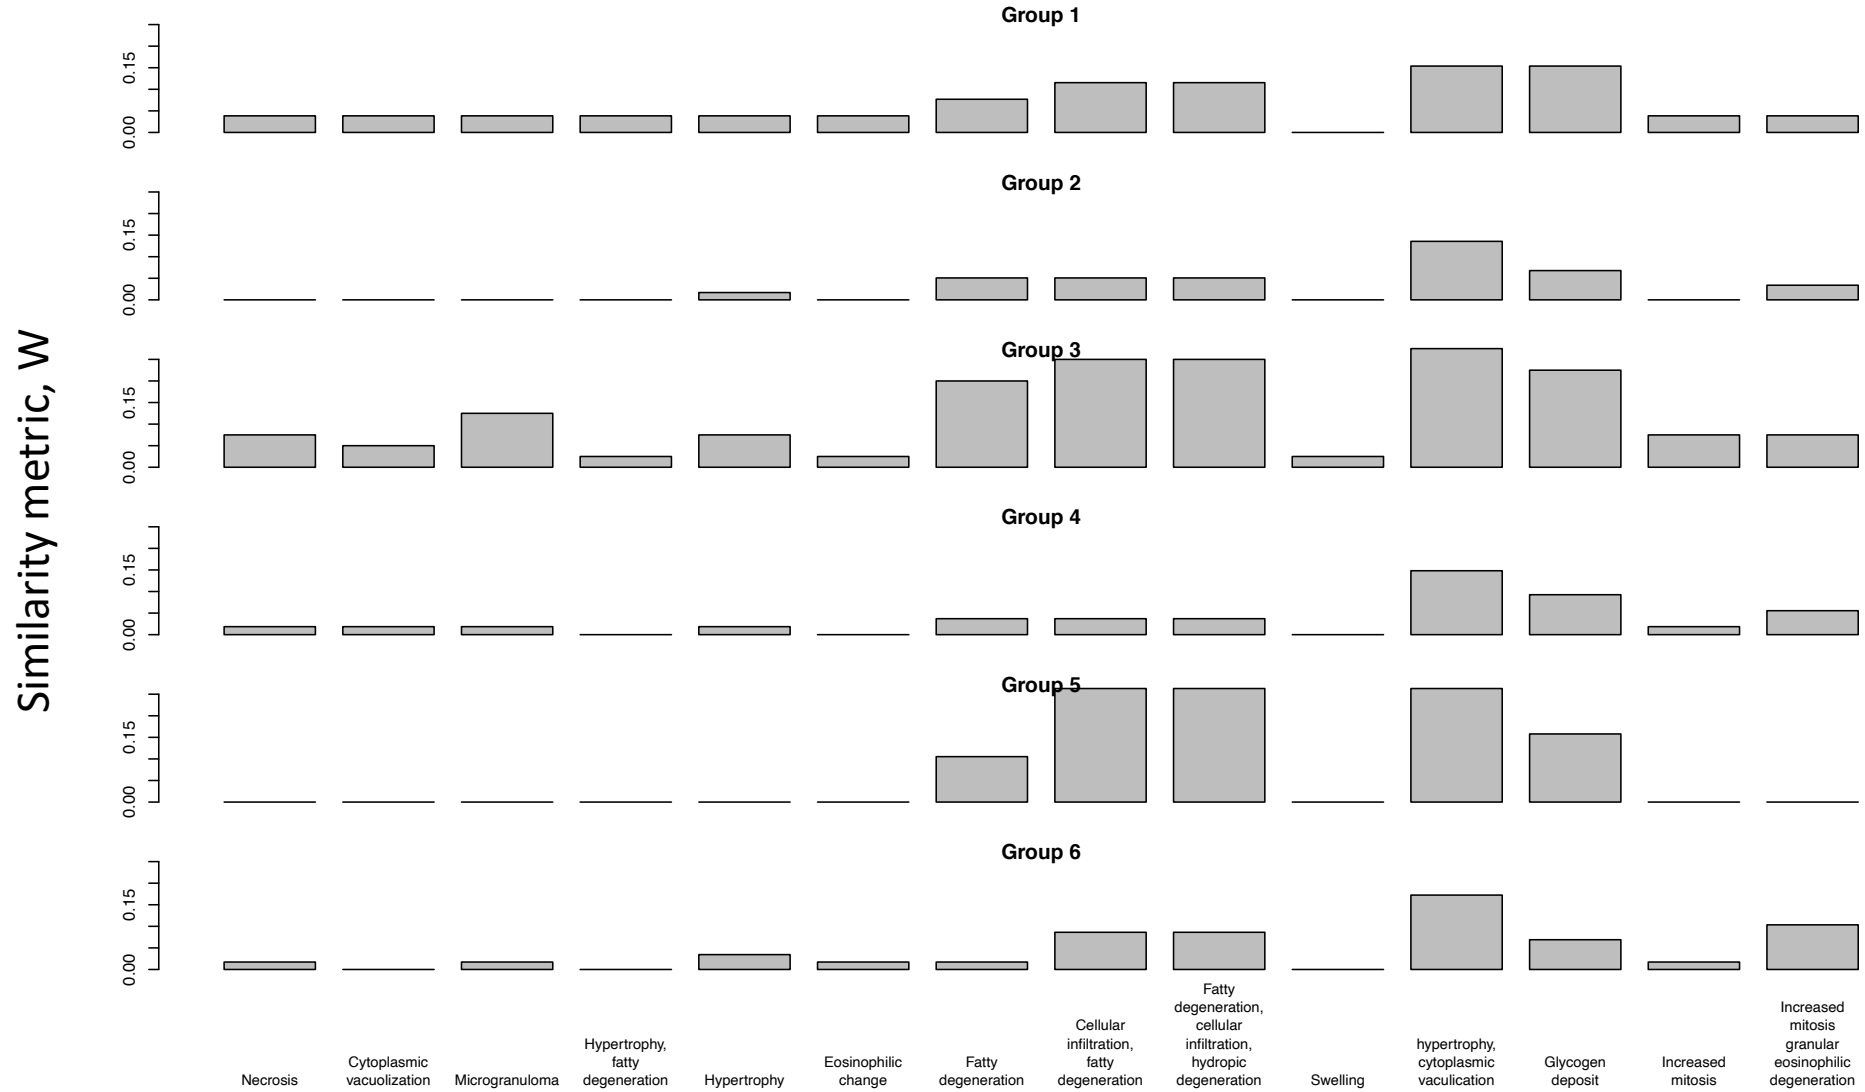 Similarity metric, W
Group 1
0.15
0.00
Group 2
0.15
0.00
Group 3
0.15
0.00
Group 4
0.15
0.00
Group 5
0.15
0.00
Group 6
0.15
0.00
Necrosis
Cytoplasmic
vacuolization
Microgranuloma
Hypertrophy,
fatty
degeneration
Hypertrophy
Eosinophilic
change
Fatty
degeneration
Cellular
infiltration,
fatty
degeneration
Fatty
degeneration,
cellular
infiltration,
hydropic
degeneration
Swelling
hypertrophy,
cytoplasmic
vaculication
Glycogen
deposit
Increased
mitosis
Increased
mitosis
granular
eosinophilic
degeneration